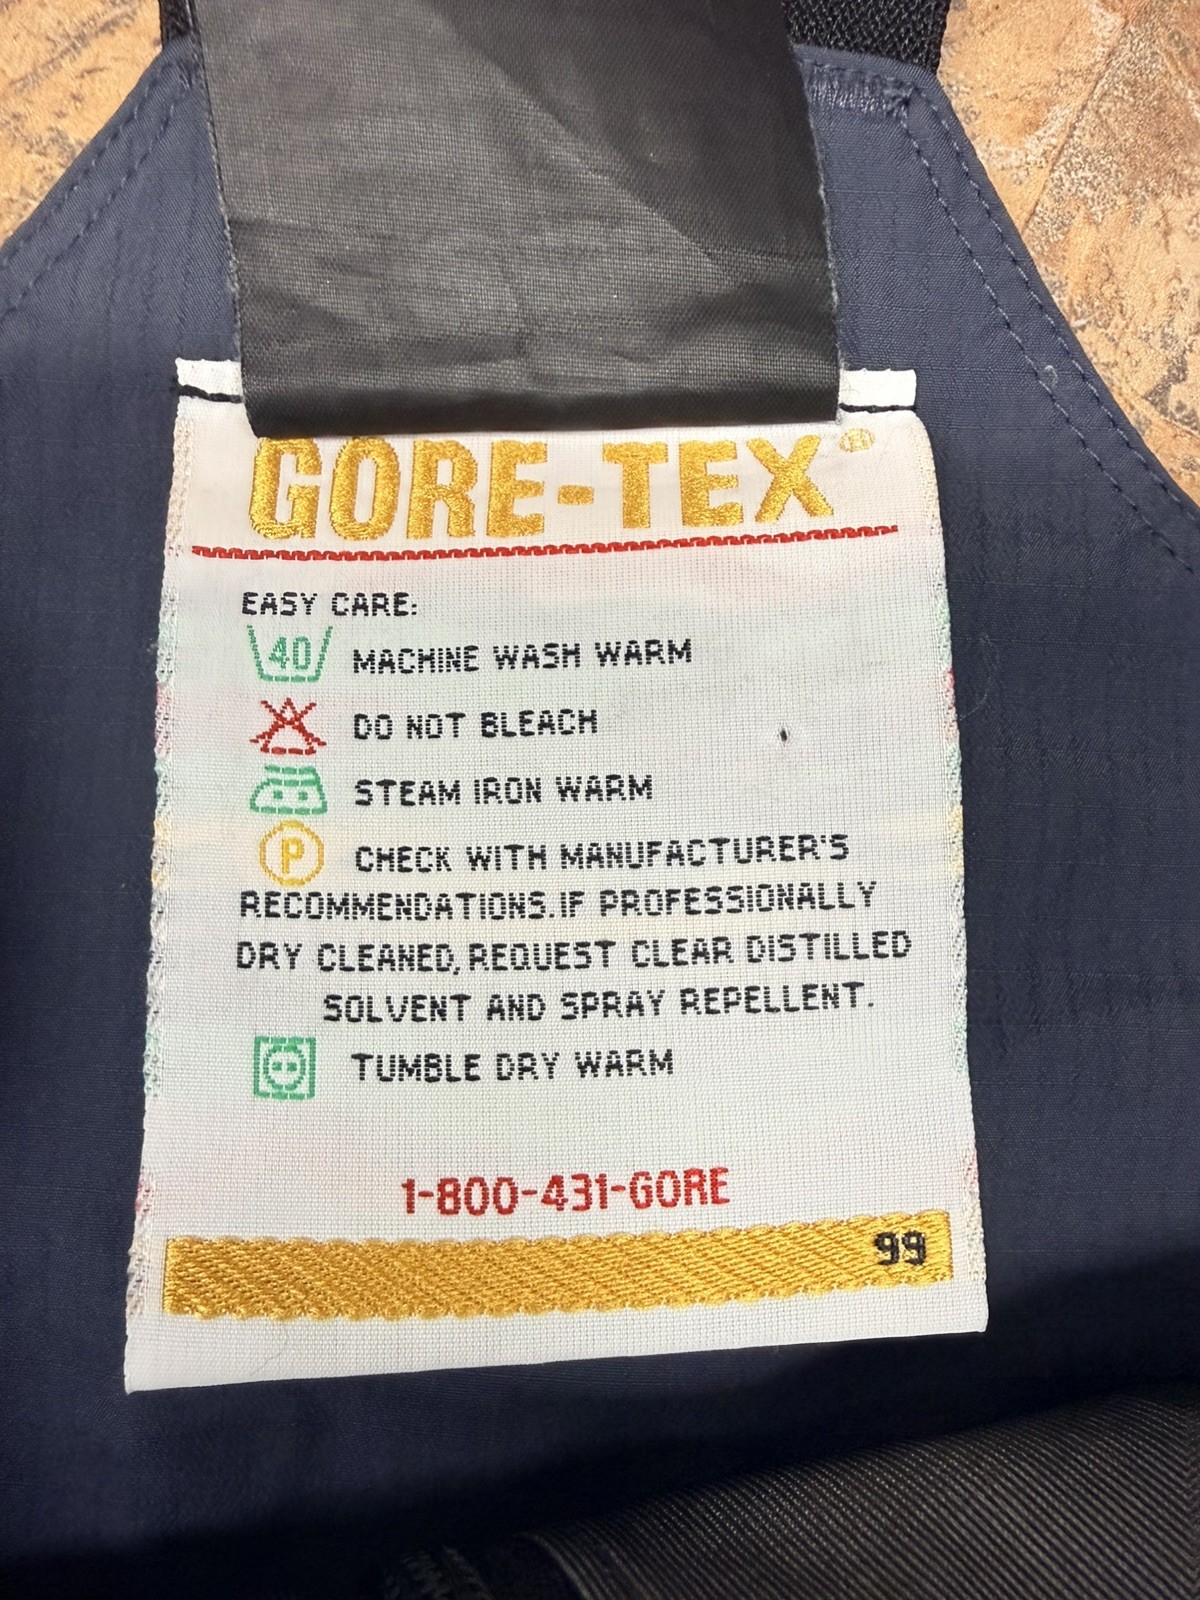 GORE-TEX®
EASY CARE:
40 MACHINE WASH WARM
DO NOT BLEACH
STEAM IRON WARM
P CHECK WITH MANUFACTURER'S
RECOMMENDATIONS.IF PROFESSIONALLY
DRY CLEANED, REQUEST CLEAR DISTILLED
SOLVENT AND SPRAY REPELLENT.
TUMBLE DRY WARM
1-800-431-GORE
99